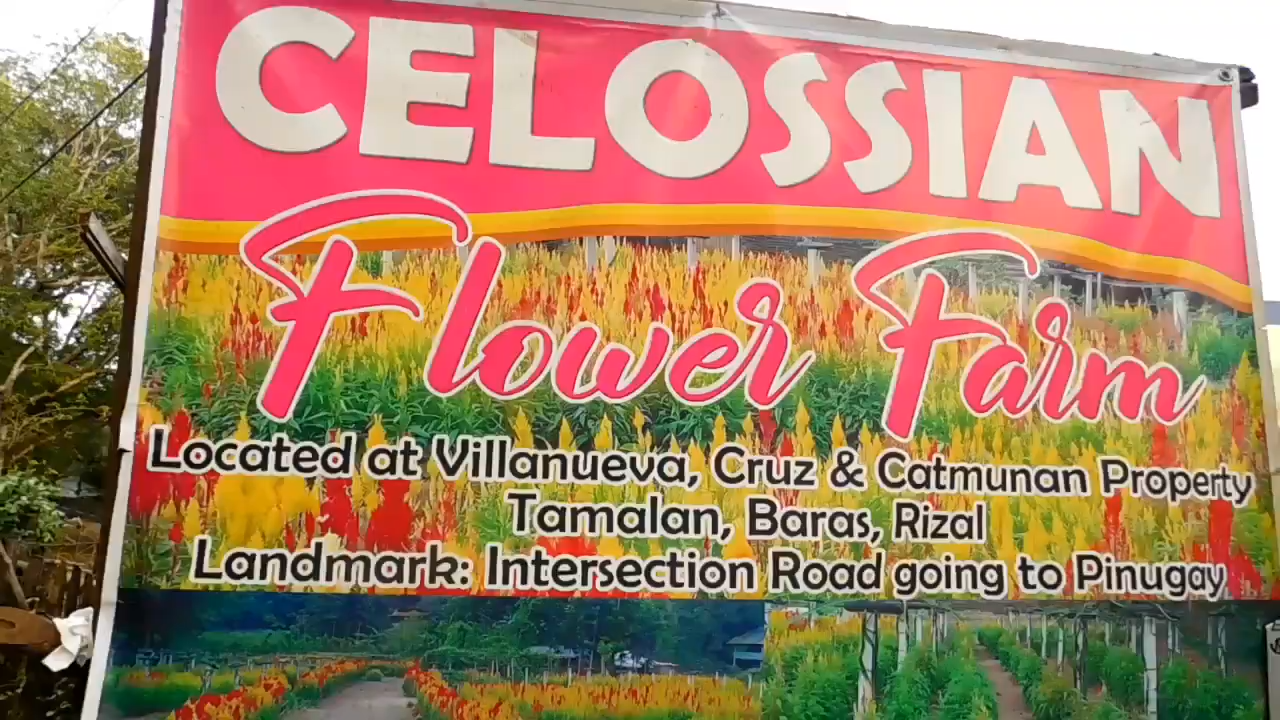 CELOSSIAN
Flower Farm
Located at Villanueva, Cruz & Catmunan Property
Tamalan, Baras, Rizal
Landmark: Intersection Road going to Pinugay